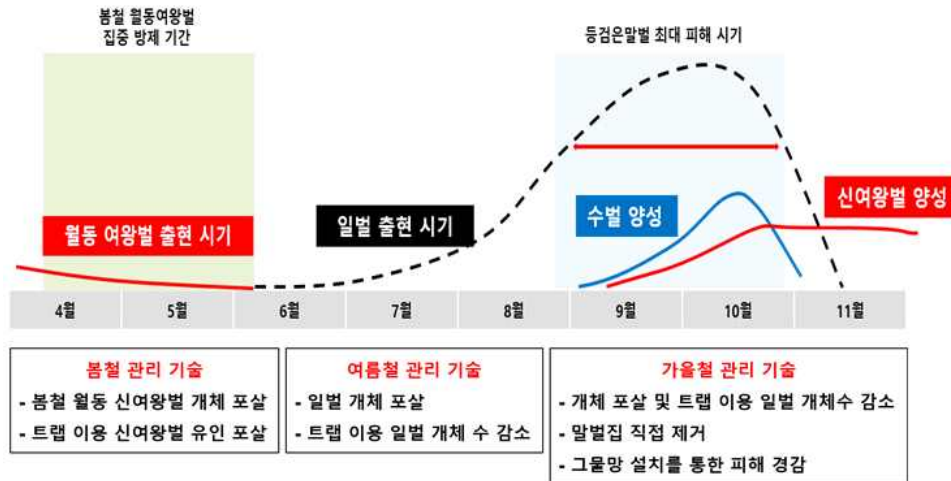 봄철 월동여왕벌
집중 방제 기간
등검은말벌 최대 피해 시기
월동 여왕벌 출현 시기
일벌 출현 시기
수벌 양성
신여왕벌 양성
4월
5월
6월
7월
8월
9월
10월
11월
봄철 관리 기술
- 봄철 월동 신여왕벌 개체 포살
- 트랩 이용 신여왕벌 유인 포살
여름철 관리 기술
- 일벌 개체 포살
- 트랩 이용 일벌 개체 수 감소
가을철 관리 기술
- 개체 포살 및 트랩 이용 일벌 개체수 감소
- 말벌집 직접 제거
- 그물망 설치를 통한 피해 경감